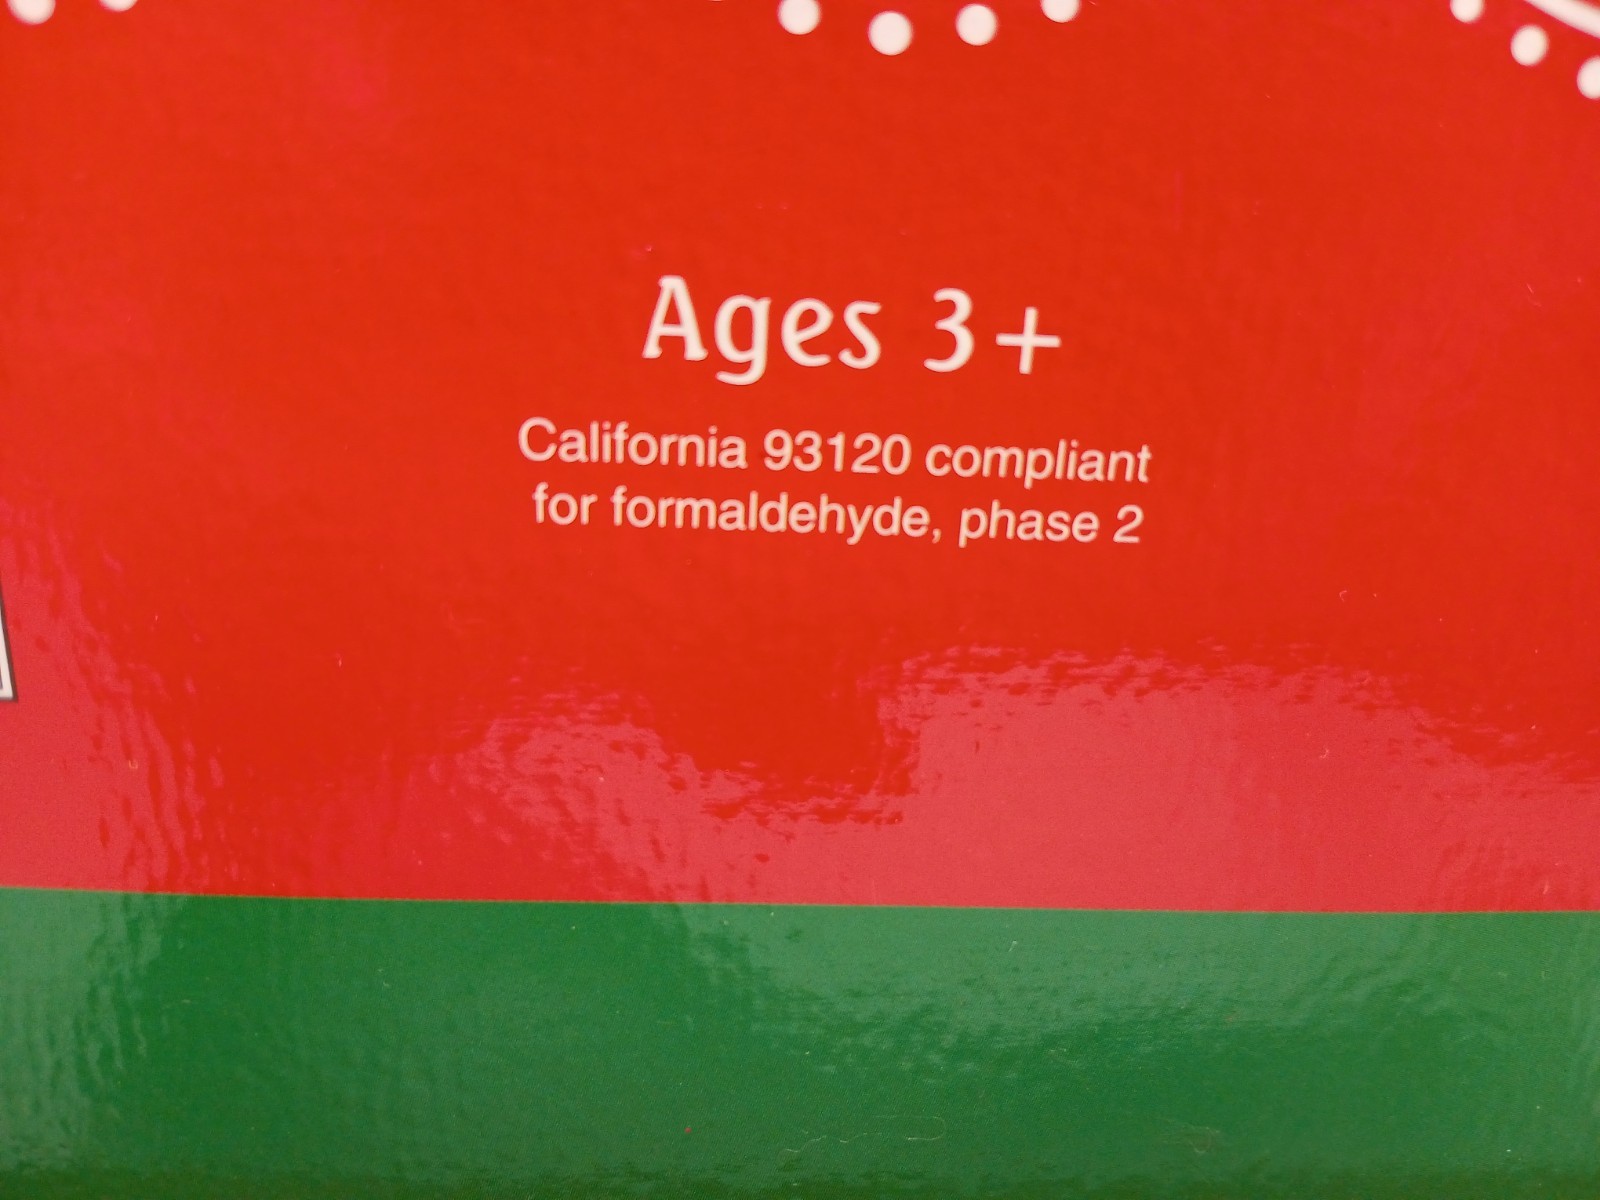 Ages 3+
California 93120 compliant
for formaldehyde, phase 2